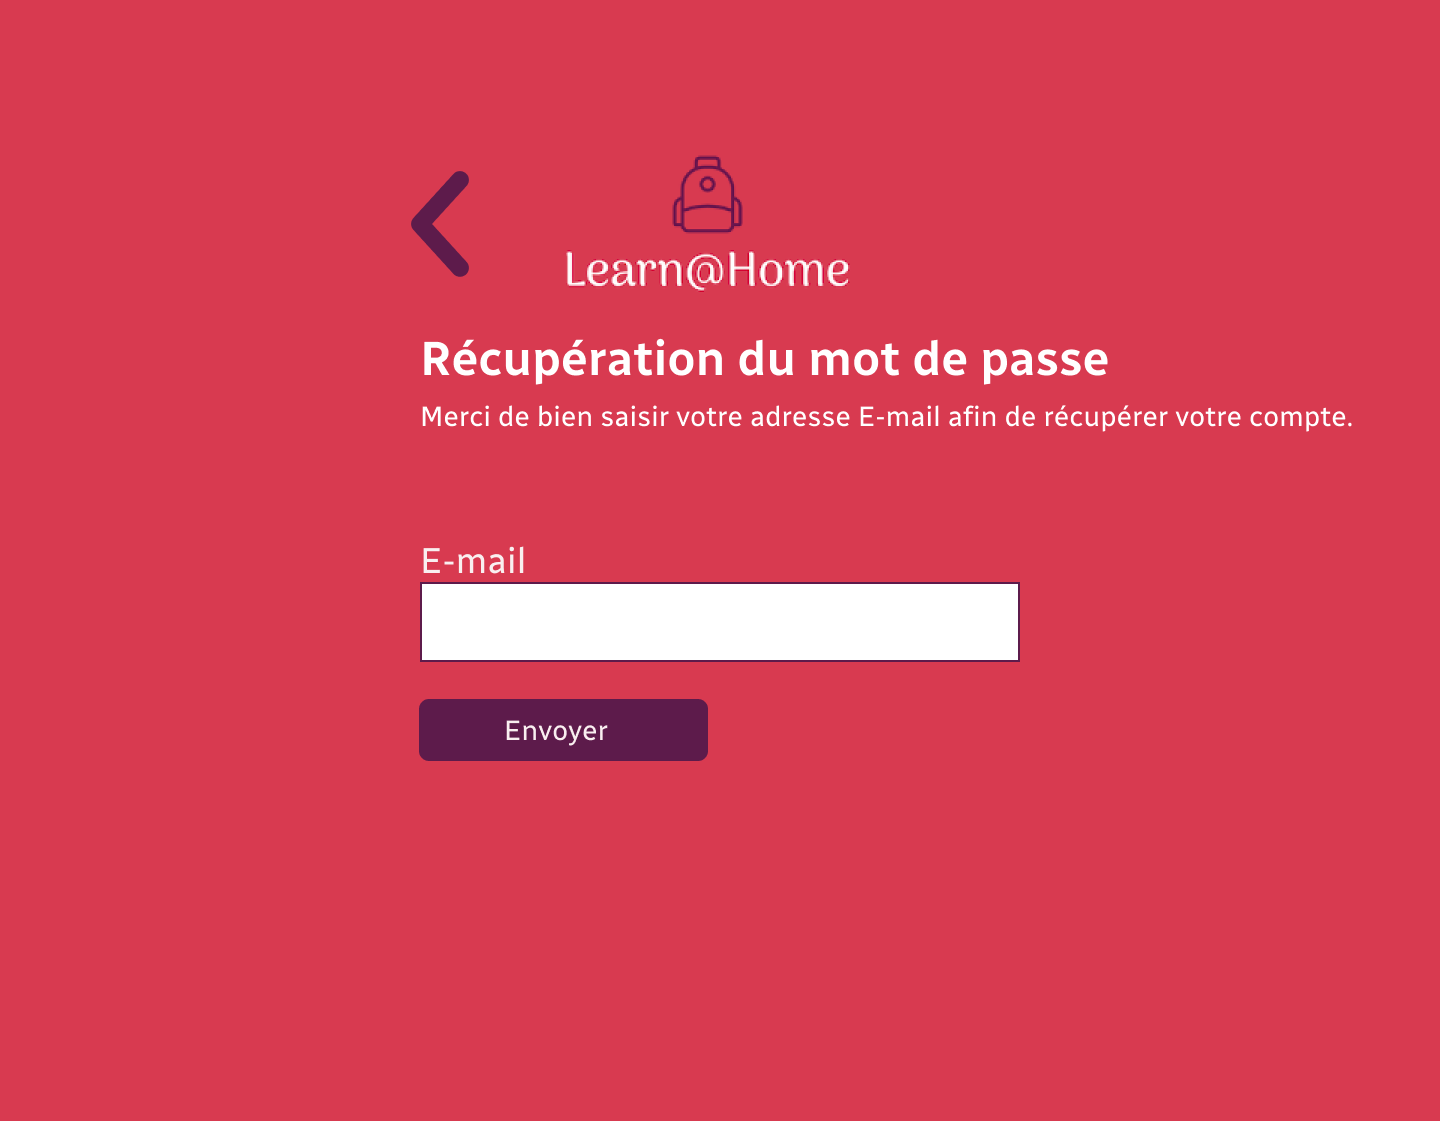 Learn@Home
Récupération du mot de passe
Merci de bien saisir votre adresse E-mail afin de récupérer votre compte.
E-mail
Envoyer